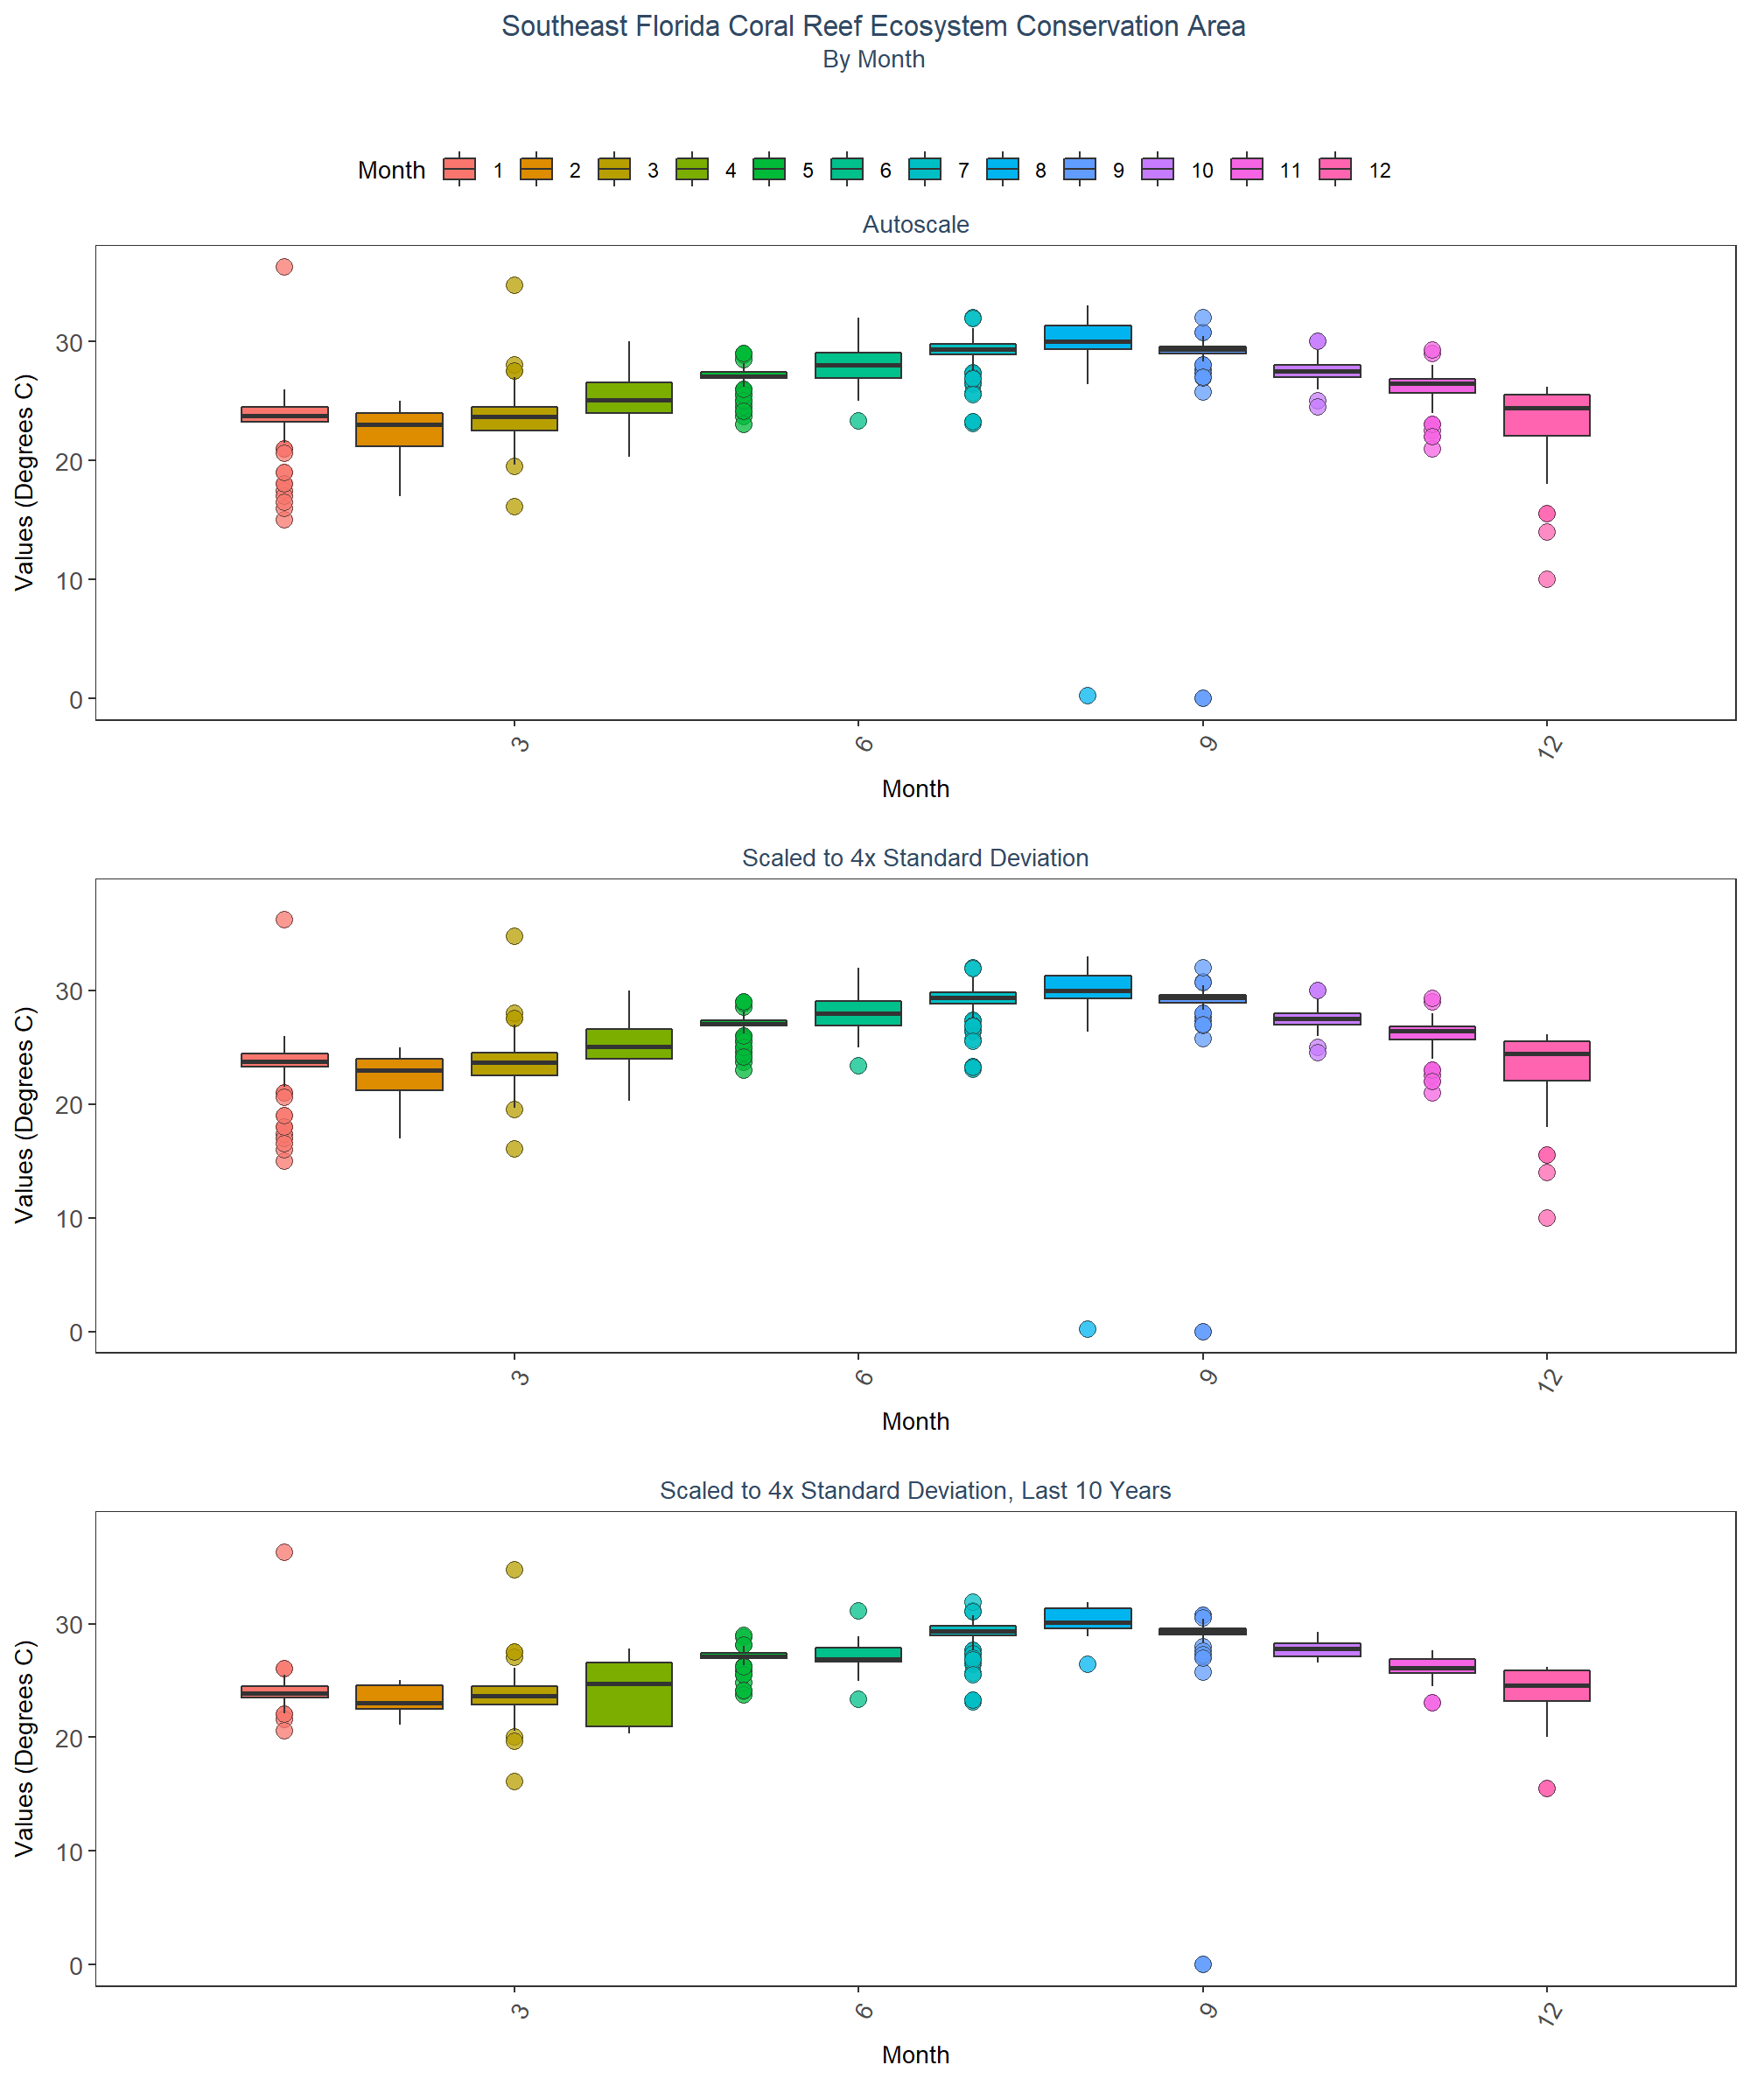 Southeast Florida Coral Reef Ecosystem Conservation Area
By Month
Month 1 2 3 4 5 6 7 8 9 10 11 12
Autoscale
Values (Degrees C)
30
20
10
0
3 6 9 12
Month
Scaled to 4x Standard Deviation
Values (Degrees C)
30
20
10
0
3 6 9 12
Month
Scaled to 4x Standard Deviation, Last 10 Years
Values (Degrees C)
30
20
10
0
3 6 9 12
Month